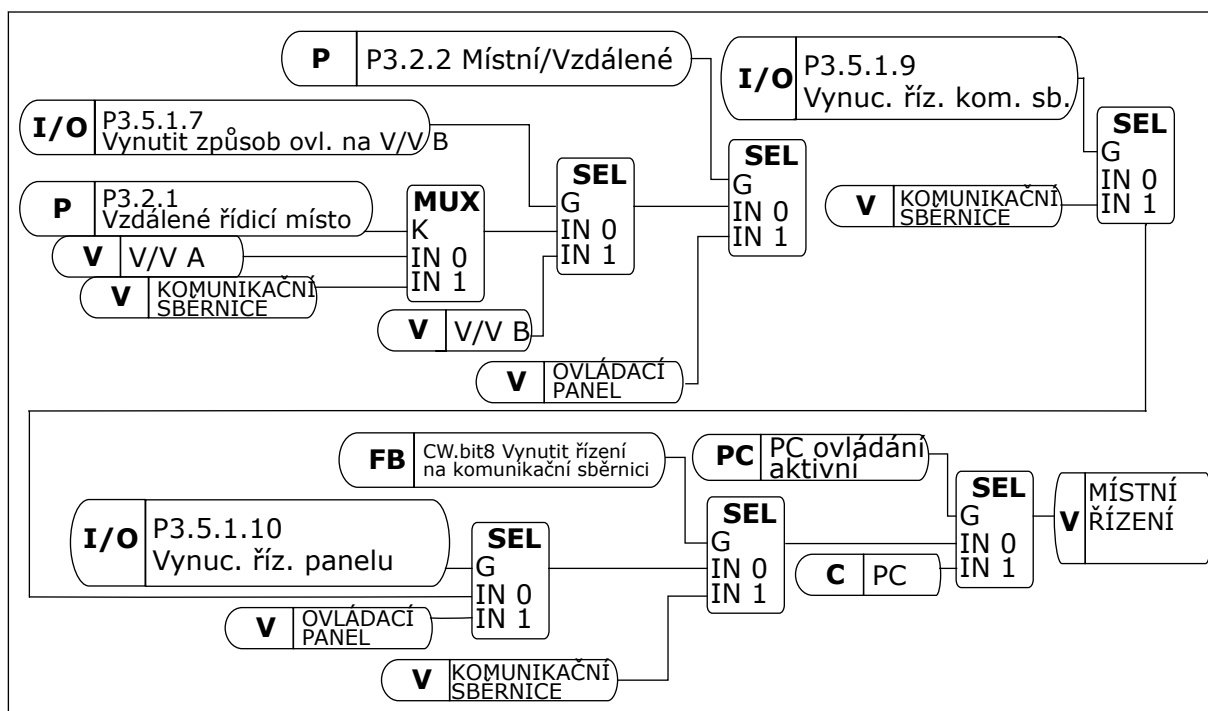 P P3.2.2 Místní/Vzdálené
I/O P3.5.1.9
Vynuc. říz. kom. sb.
I/O P3.5.1.7
Vynutit způsob ovl. na V/V B
SEL
G
IN 0
IN 1
SEL
G
IN 0
IN 1
SEL
G
IN 0
IN 1
P P3.2.1
Vzdálené řídicí místo
MUX
K
IN 0
IN 1
V V/V A
V KOMUNIKAČNÍ
SBĚRNICE
V KOMUNIKAČNÍ
SBĚRNICE
V V/V B
V OVLÁDACÍ
PANEL
FB CW.bit8 Vynutit řízení
na komunikační sběrnici
PC PC ovládání
aktivní
SEL
G
IN 0
IN 1
V MÍSTNÍ
ŘÍZENÍ
I/O P3.5.1.10
Vynuc. říz. panelu
SEL
G
IN 0
IN 1
SEL
G
IN 0
IN 1
C PC
V OVLÁDACÍ
PANEL
V KOMUNIKAČNÍ
SBĚRNICE